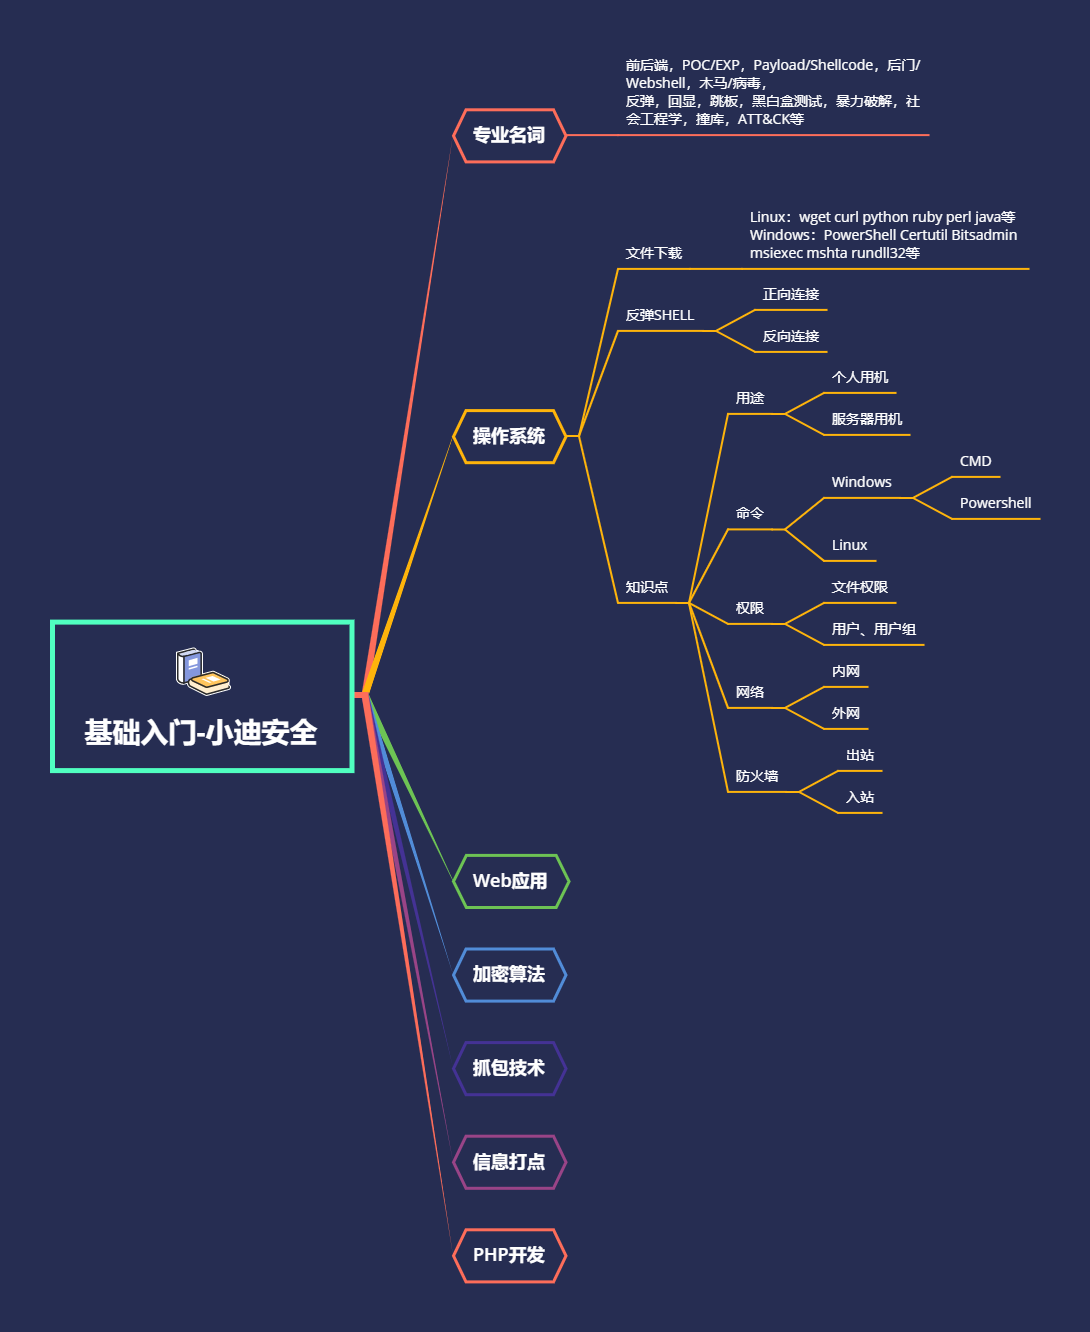 前后端，POC/EXP，Payload/Shellcode，后门/
Webshell，木马/病毒，
反弹，回显，跳板，黑白盒测试，暴力破解，社
会工程学，撞库，ATT&CK等
专业名词
Linux：wget curl python ruby perl java等
Windows：PowerShell Certutil Bitsadmin
msiexec mshta rundll32等
文件下载
正向连接
反弹SHELL
反向连接
个人用机
用途
服务器用机
操作系统
CMD
Windows
Powershell
命令
Linux
知识点
文件权限
权限
用户、用户组
内网
网络
外网
出站
防火墙
入站
基础入门-小迪安全
Web应用
加密算法
抓包技术
信息打点
PHP开发